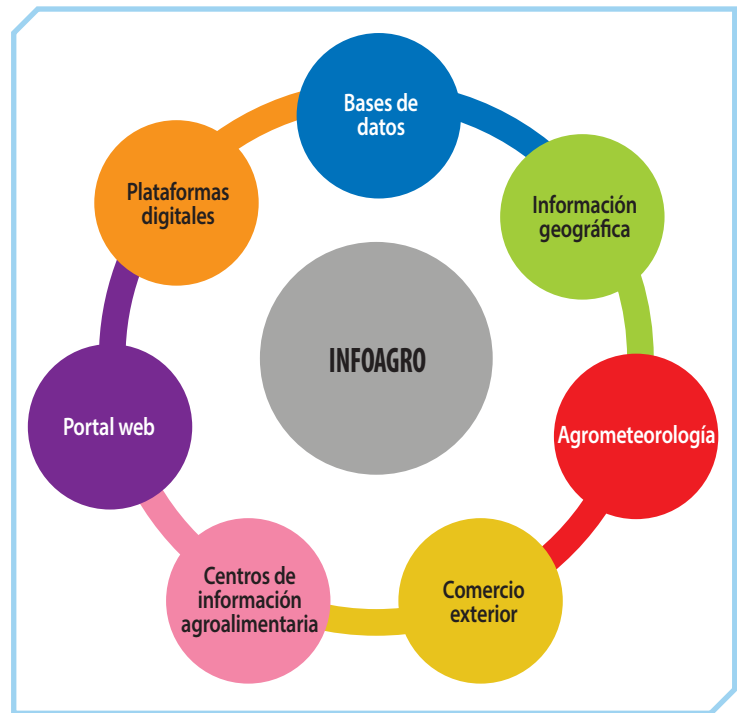 Bases de
datos
Información
geográfica
Agrometeorología
Comercio
exterior
Centros de
información
agroalimentaria
Portal web
Plataformas
digitales
INFOAGRO